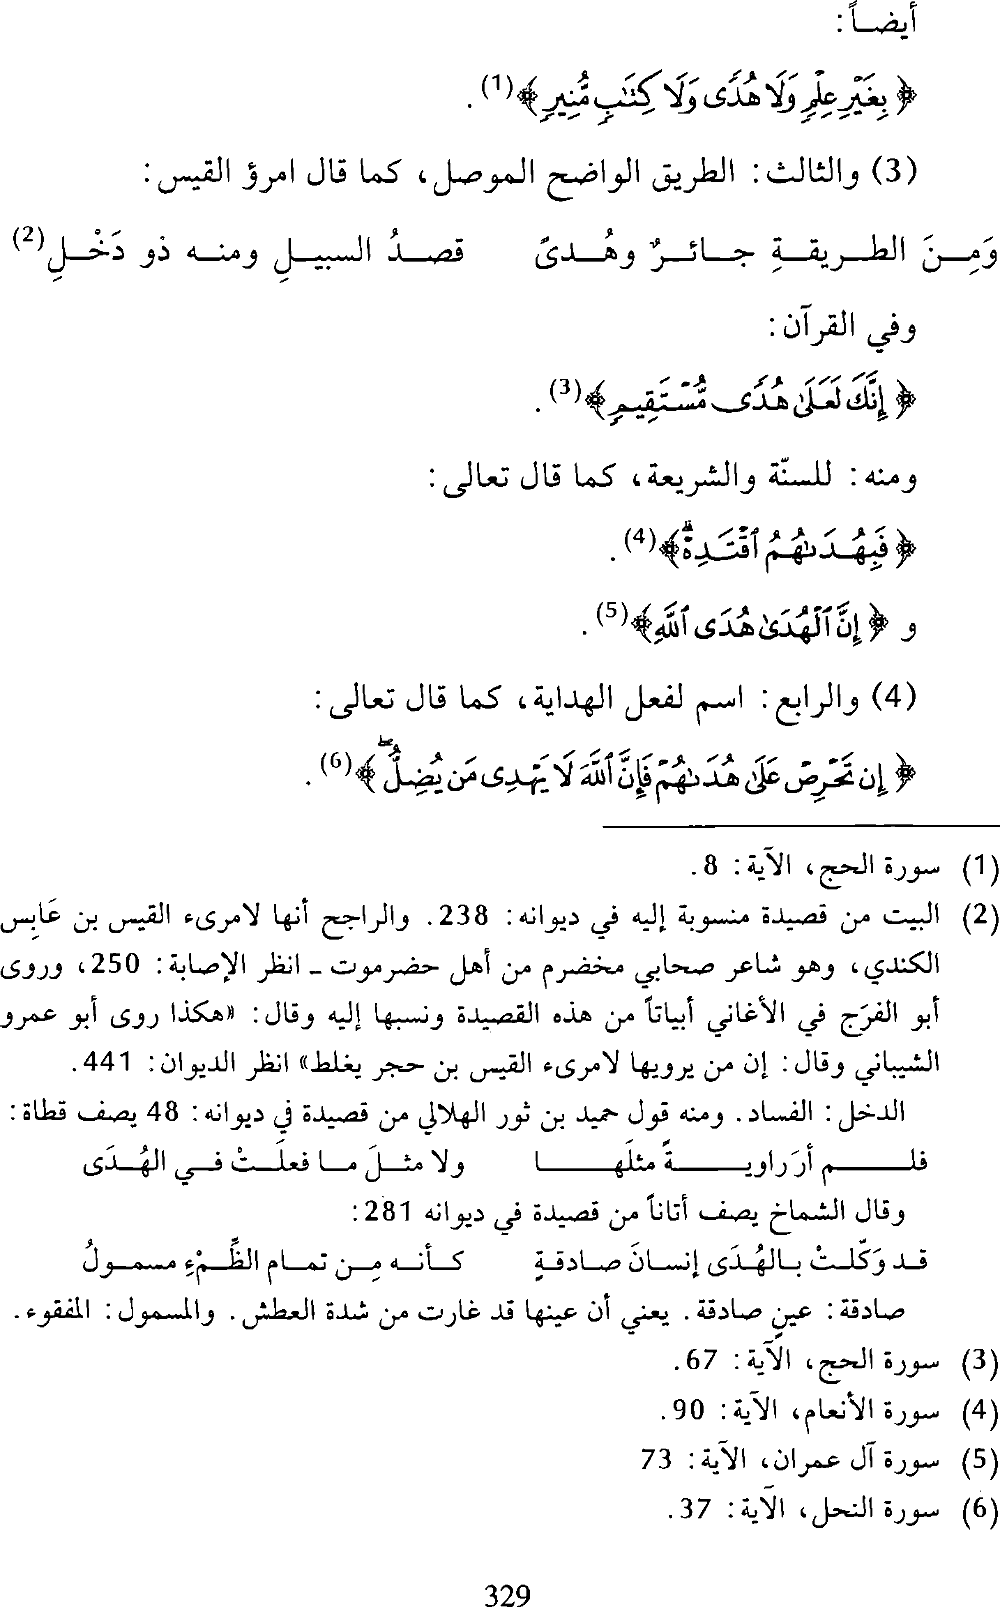 أيضاً:
﴿ بِغَيْرِ عِلْمٍ وَلَا هُدًى وَلَا كِتَٰبٍ مُّنِيرٍ ﴾(1).
(3) والثالث: الطريق الواضح الموصل، كما قال امرؤ القيس:
وَمِـنَ الطـريقـةِ جـائـرٌ وهُـدىً قصـدُ السبيـلِ ومنـه ذو دَخْـلِ(2)
وفي القرآن:
﴿ إِنَّكَ لَعَلَىٰ هُدًى مُّسْتَقِيمٍ ﴾(3).
ومنه: للسنّة والشريعة، كما قال تعالى:
﴿ فَبِهُدَىٰهُمُ ٱقْتَدِهْۗ ﴾(4).
و ﴿ إِنَّ ٱلْهُدَىٰ هُدَى ٱللَّهِ ﴾(5).
(4) والرابع: اسم لفعل الهداية، كما قال تعالى:
﴿ إِن تَحْرِصْ عَلَىٰ هُدَىٰهُمْ فَإِنَّ ٱللَّهَ لَا يَهْدِى مَن يُضِلُّۖ ﴾(6).
(1) سورة الحج، الآية: 8.
(2) البيت من قصيدة منسوبة إليه في ديوانه: 238. والراجح أنها لامرىء القيس بن عَابِس
الكندي، وهو شاعر صحابي مخضرم من أهل حضرموت - انظر الإصابة: 250، وروى
أبو الفرَج في الأغاني أبياتاً من هذه القصيدة ونسبها إليه وقال: «هكذا روى أبو عمرو
الشيباني وقال: إن من يرويها لامرىء القيس بن حجر يغلط» انظر الديوان: 441.
الدخل: الفساد. ومنه قول حميد بن ثور الهلالي من قصيدة في ديوانه: 48 يصف قطاة:
فلـــم أرَ راويـــةً مثلَهـــا ولا مثـلَ مـا فعلَـتْ فـي الهُـدَى
وقال الشماخ يصف أتاناً من قصيدة في ديوانه 281:
قـد وَكّلـتْ بـالهُـدَى إنسـانَ صـادقـةٍ كـأنـه مِـن تمـام الظِّـمْءِ مسمـولُ
صادقة: عينٍ صادقة. يعني أن عينها قد غارت من شدة العطش. والمسمول: المفقوء.
(3) سورة الحج، الآية: 67.
(4) سورة الأنعام، الآية: 90.
(5) سورة آل عمران، الآية: 73
(6) سورة النحل، الآية: 37.
329